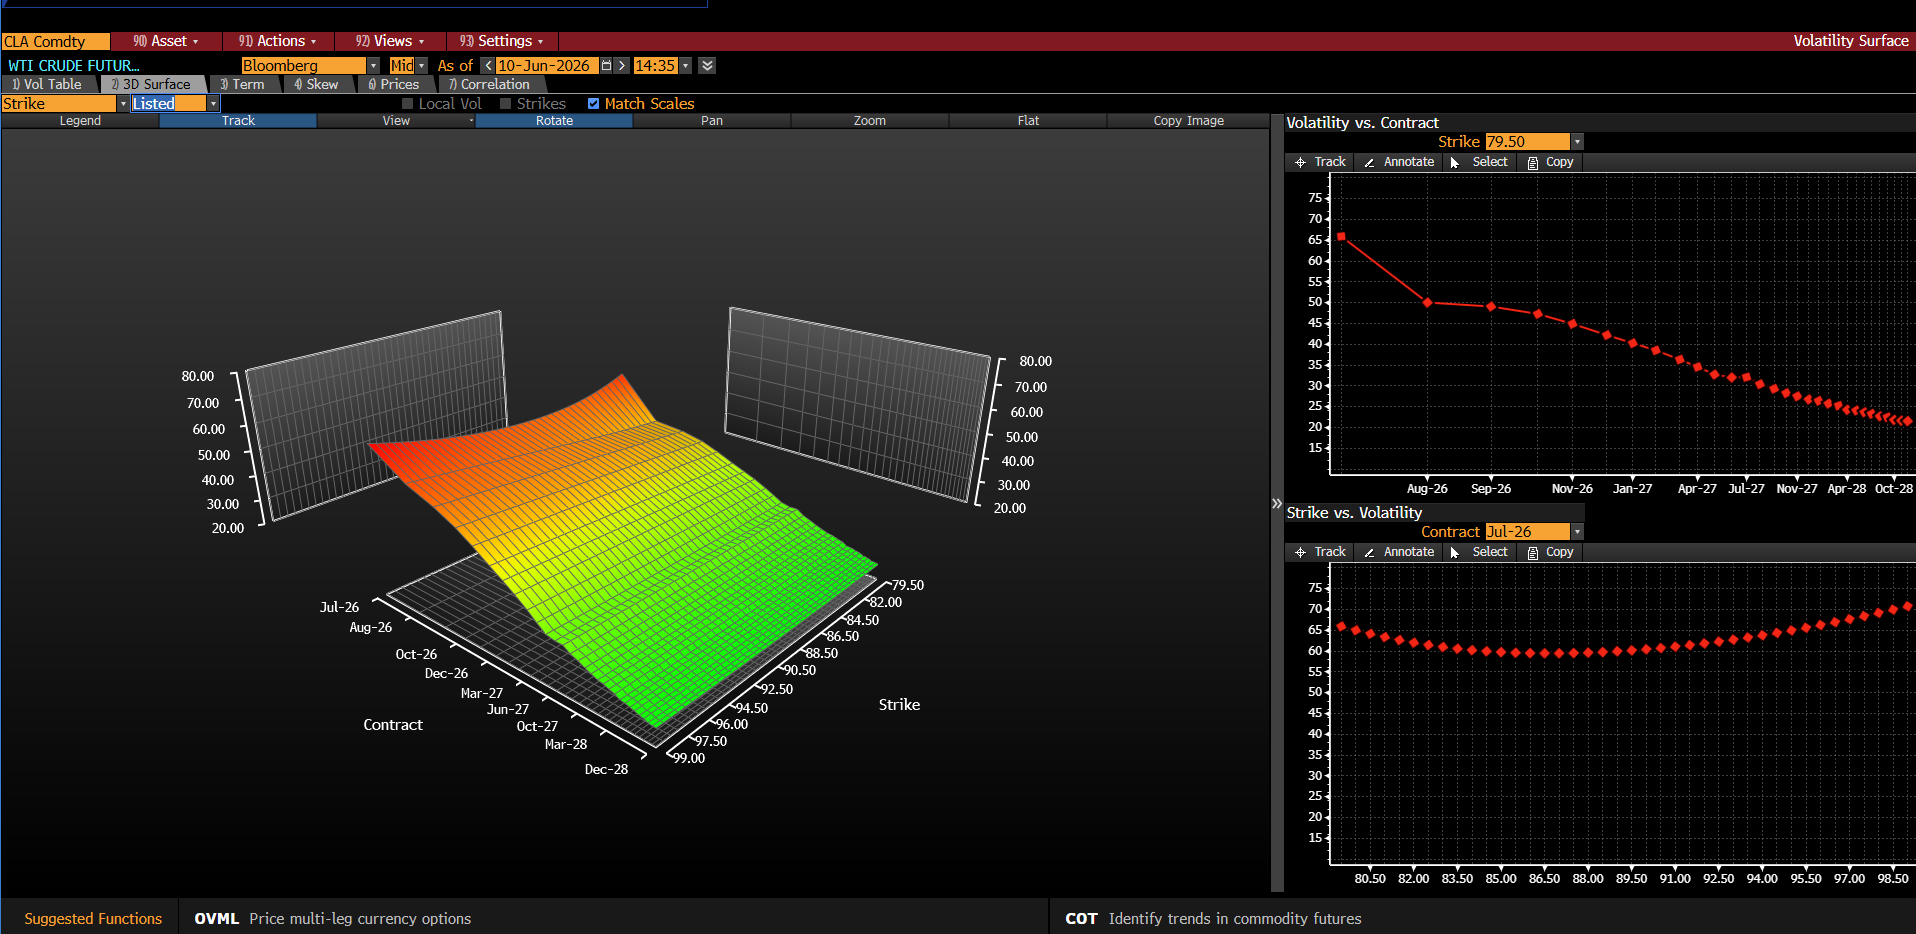 CLA Comdty 90) Asset 91) Actions 92) Views 93) Settings Volatility Surface
WTI CRUDE FUTUR... Bloomberg Mid As of < 10-Jun-2026 > 14:35
1) Vol Table 2) 3D Surface 3) Term 4) Skew 6) Prices 7) Correlation
Strike Listed Local Vol Strikes Match Scales
Legend Track View Rotate Pan Zoom Flat Copy Image
80.00
70.00
60.00
50.00
40.00
30.00
20.00
80.00
70.00
60.00
50.00
40.00
30.00
20.00
Jul-26
Aug-26
Oct-26
Dec-26
Mar-27
Jun-27
Oct-27
Mar-28
Dec-28
Contract
79.50
82.00
84.50
86.50
88.50
90.50
92.50
94.50
96.00
97.50
99.00
Strike
»
Volatility vs. Contract
Strike 79.50
Track Annotate Select Copy
75
70
65
60
55
50
45
40
35
30
25
20
15
Aug-26 Sep-26 Nov-26 Jan-27 Apr-27 Jul-27 Nov-27 Apr-28 Oct-28
Strike vs. Volatility
Contract Jul-26
Track Annotate Select Copy
75
70
65
60
55
50
45
40
35
30
25
20
15
80.50 82.00 83.50 85.00 86.50 88.00 89.50 91.00 92.50 94.00 95.50 97.00 98.50
Suggested Functions OVML Price multi-leg currency options COT Identify trends in commodity futures